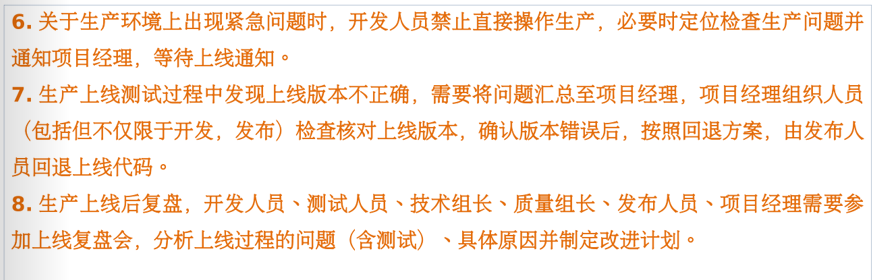 6. 关于生产环境上出现紧急问题时，开发人员禁止直接操作生产，必要时定位检查生产问题并
通知项目经理，等待上线通知。
7. 生产上线测试过程中发现上线版本不正确，需要将问题汇总至项目经理，项目经理组织人员
（包括但不仅限于开发，发布）检查核对上线版本，确认版本错误后，按照回退方案，由发布人
员回退上线代码。
8. 生产上线后复盘，开发人员、测试人员、技术组长、质量组长、发布人员、项目经理需要参
加上线复盘会，分析上线过程的问题（含测试）、具体原因并制定改进计划。